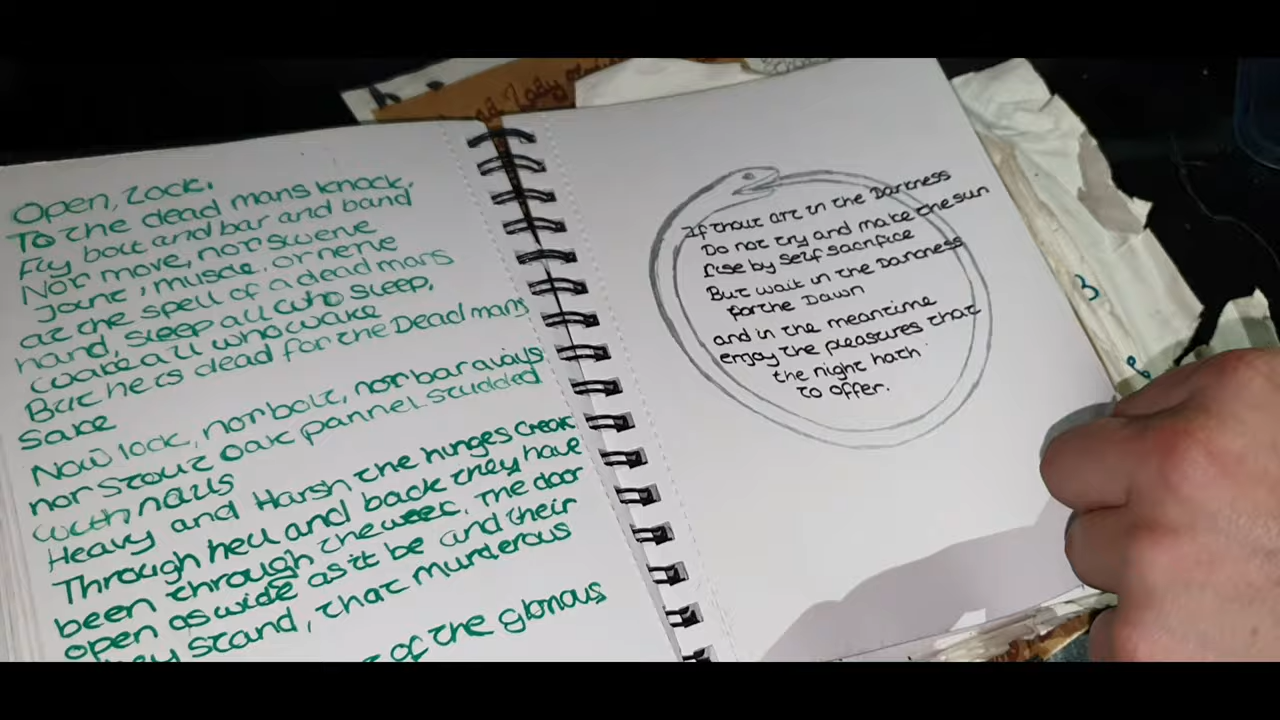 Open, Lock,
To the dead mans knock,
Fly bolt and bar and band
Nor move, nor swerve
Joint, muscle, or nerve
at the spell of a dead mans
hand, sleep all who sleep,
wake all who wake
But he is dead for the Dead mans
sake
Now lock, nor bolt, nor bar avails
nor stout oak pannel studded
with nails
Heavy and Harsh the hinges creak
Through hell and back they have
been through the week. The door
open as wide as it be and their
they stand, that murderous
of the glorious
If thout art in the Darkness
Do not try and make the sun
rise by self sacrifice
But wait in the Darkness
for the Dawn
and in the meantime
enjoy the pleasures that
the night hath
to offer.
Lady
3